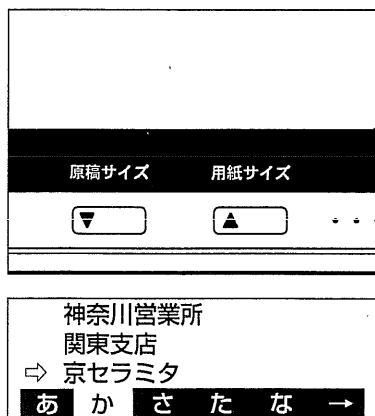 原稿サイズ 用紙サイズ
神奈川営業所
関東支店
⇨ 京セラミタ
あ か さ た な →